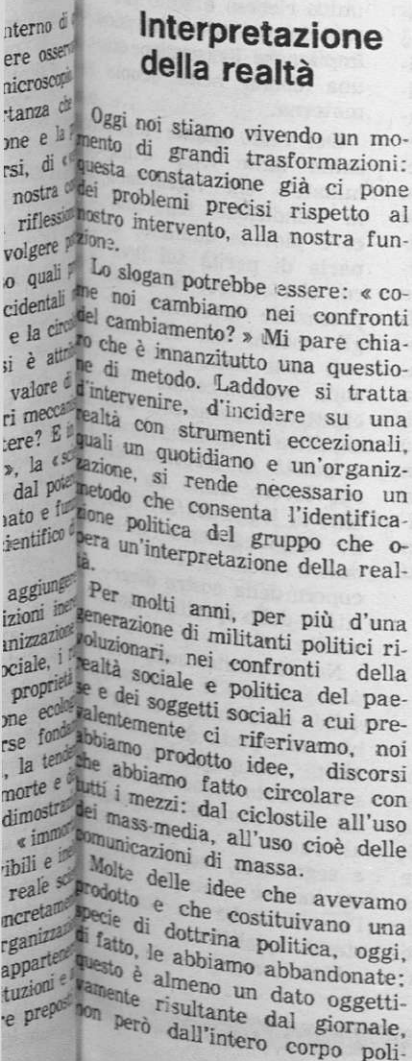 Interpretazione
della realtà
Oggi noi stiamo vivendo un mo-
mento di grandi trasformazioni:
questa constatazione già ci pone
dei problemi precisi rispetto al
nostro intervento, alla nostra fun-
zione.
Lo slogan potrebbe essere: « co-
me noi cambiamo nei confronti
del cambiamento? » Mi pare chia-
ro che è innanzitutto una questio-
ne di metodo. Laddove si tratta
d'intervenire, d'incidere su una
realtà con strumenti eccezionali,
quali un quotidiano e un'organiz-
zazione, si rende necessario un
metodo che consenta l'identifica-
zione politica del gruppo che o-
pera un'interpretazione della real-
tà.
Per molti anni, per più d'una
generazione di militanti politici ri-
voluzionari, nei confronti della
realtà sociale e politica del pae-
se e dei soggetti sociali a cui pre-
valentemente ci riferivamo, noi
abbiamo prodotto idee, discorsi
che abbiamo fatto circolare con
tutti i mezzi: dal ciclostile all'uso
dei mass-media, all'uso cioè delle
comunicazioni di massa.
Molte delle idee che avevamo
prodotto e che costituivano una
specie di dottrina politica, oggi,
di fatto, le abbiamo abbandonate:
questo è almeno un dato oggetti-
vamente risultante dal giornale,
non però dall'intero corpo poli-